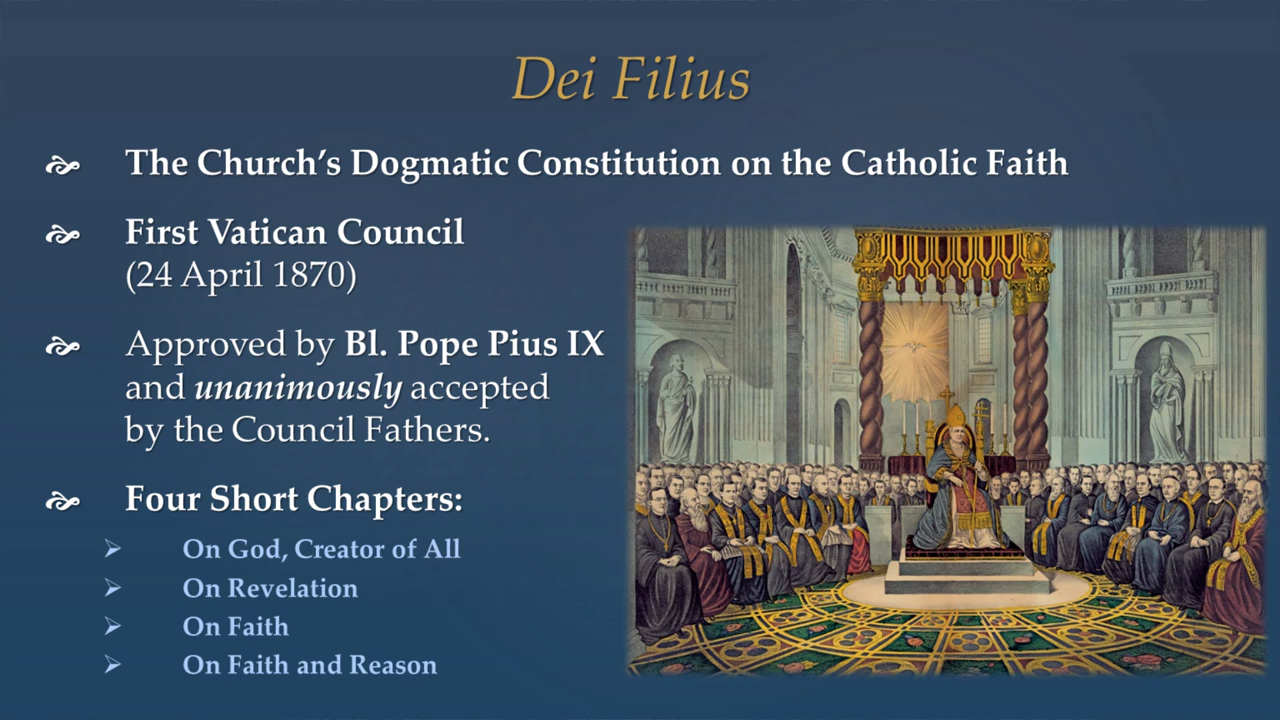 Dei Filius
The Church’s Dogmatic Constitution on the Catholic Faith
First Vatican Council
(24 April 1870)
Approved by Bl. Pope Pius IX
and unanimously accepted
by the Council Fathers.
Four Short Chapters:
On God, Creator of All
On Revelation
On Faith
On Faith and Reason